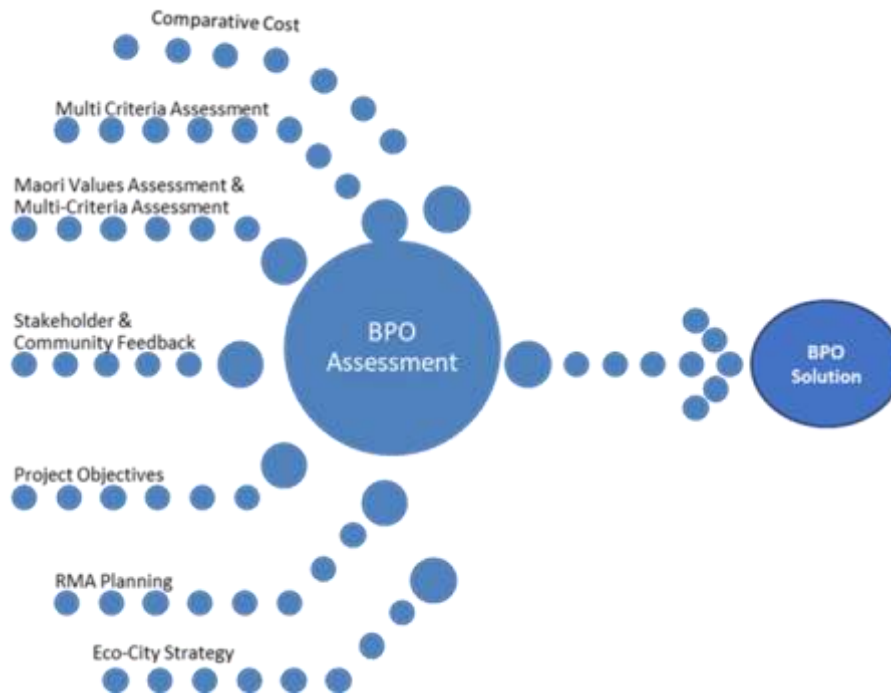 Comparative Cost
Multi Criteria Assessment
Maori Values Assessment &
Multi-Criteria Assessment
Stakeholder &
Community Feedback
Project Objectives
RMA Planning
Eco-City Strategy
BPO
Assessment
BPO
Solution